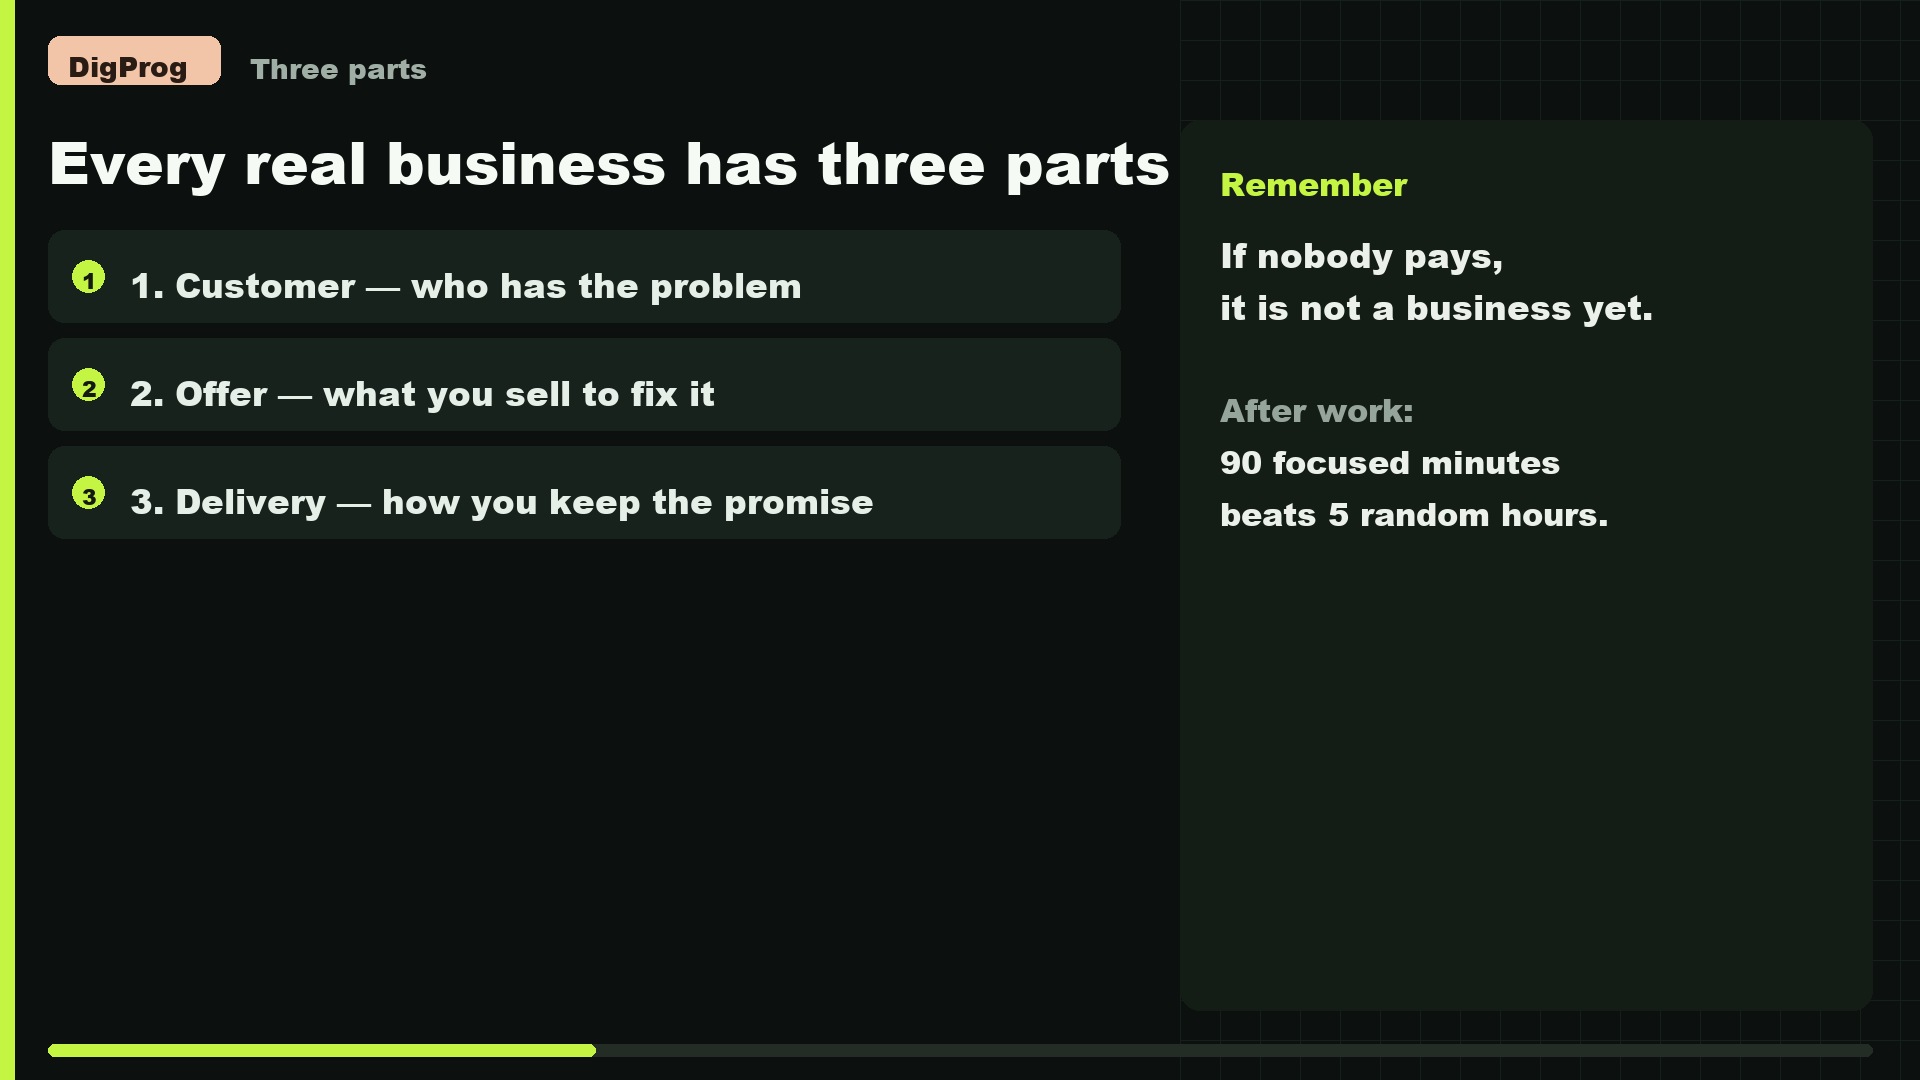 DigProg
Three parts
Every real business has three parts
1 1. Customer — who has the problem
2 2. Offer — what you sell to fix it
3 3. Delivery — how you keep the promise
Remember
If nobody pays,
it is not a business yet.
After work:
90 focused minutes
beats 5 random hours.